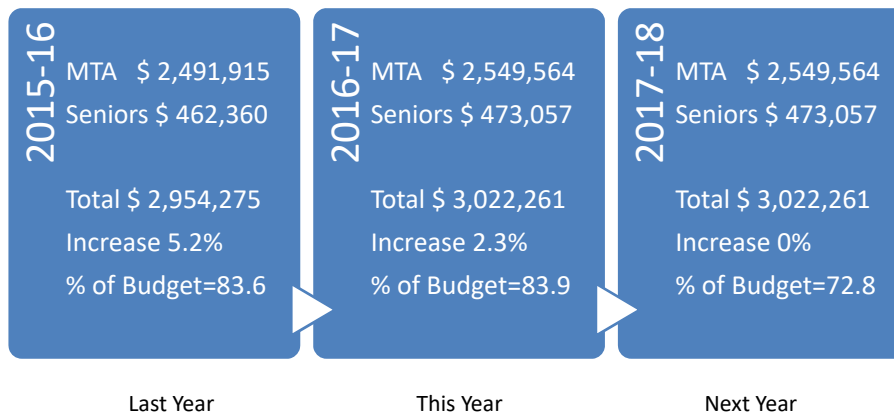 2015-16
MTA $ 2,491,915
Seniors $ 462,360
Total $ 2,954,275
Increase 5.2%
% of Budget=83.6
2016-17
MTA $ 2,549,564
Seniors $ 473,057
Total $ 3,022,261
Increase 2.3%
% of Budget=83.9
2017-18
MTA $ 2,549,564
Seniors $ 473,057
Total $ 3,022,261
Increase 0%
% of Budget=72.8
Last Year
This Year
Next Year